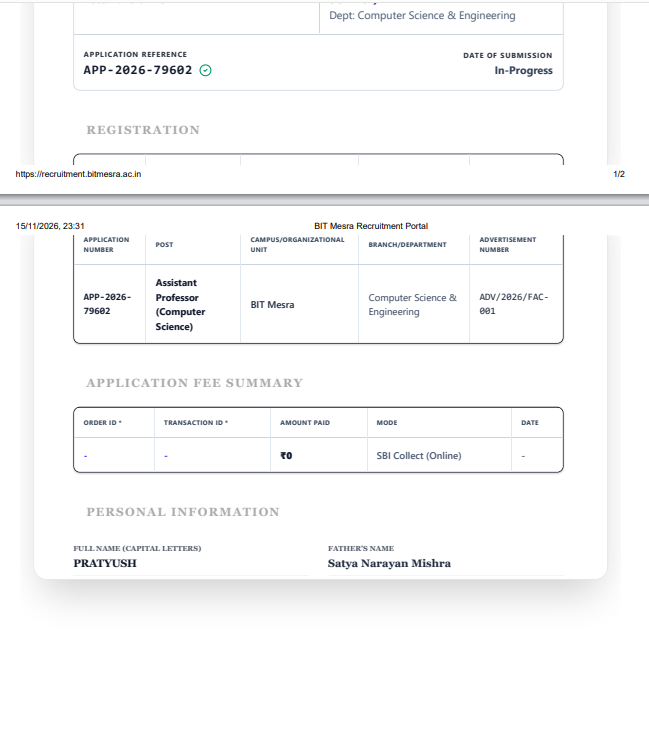 Dept: Computer Science & Engineering
APPLICATION REFERENCE
DATE OF SUBMISSION
APP-2026-79602
In-Progress
REGISTRATION
https://recruitment.bitmesra.ac.in
1/2
15/11/2026, 23:31
BIT Mesra Recruitment Portal
APPLICATION
NUMBER
POST
CAMPUS/ORGANIZATIONAL
UNIT
BRANCH/DEPARTMENT
ADVERTISEMENT
NUMBER
APP-2026-
79602
Assistant
Professor
(Computer
Science)
BIT Mesra
Computer Science &
Engineering
ADV/2026/FAC-
001
APPLICATION FEE SUMMARY
ORDER ID *
TRANSACTION ID *
AMOUNT PAID
MODE
DATE
-
-
₹0
SBI Collect (Online)
-
PERSONAL INFORMATION
FULL NAME (CAPITAL LETTERS)
FATHER'S NAME
PRATYUSH
Satya Narayan Mishra